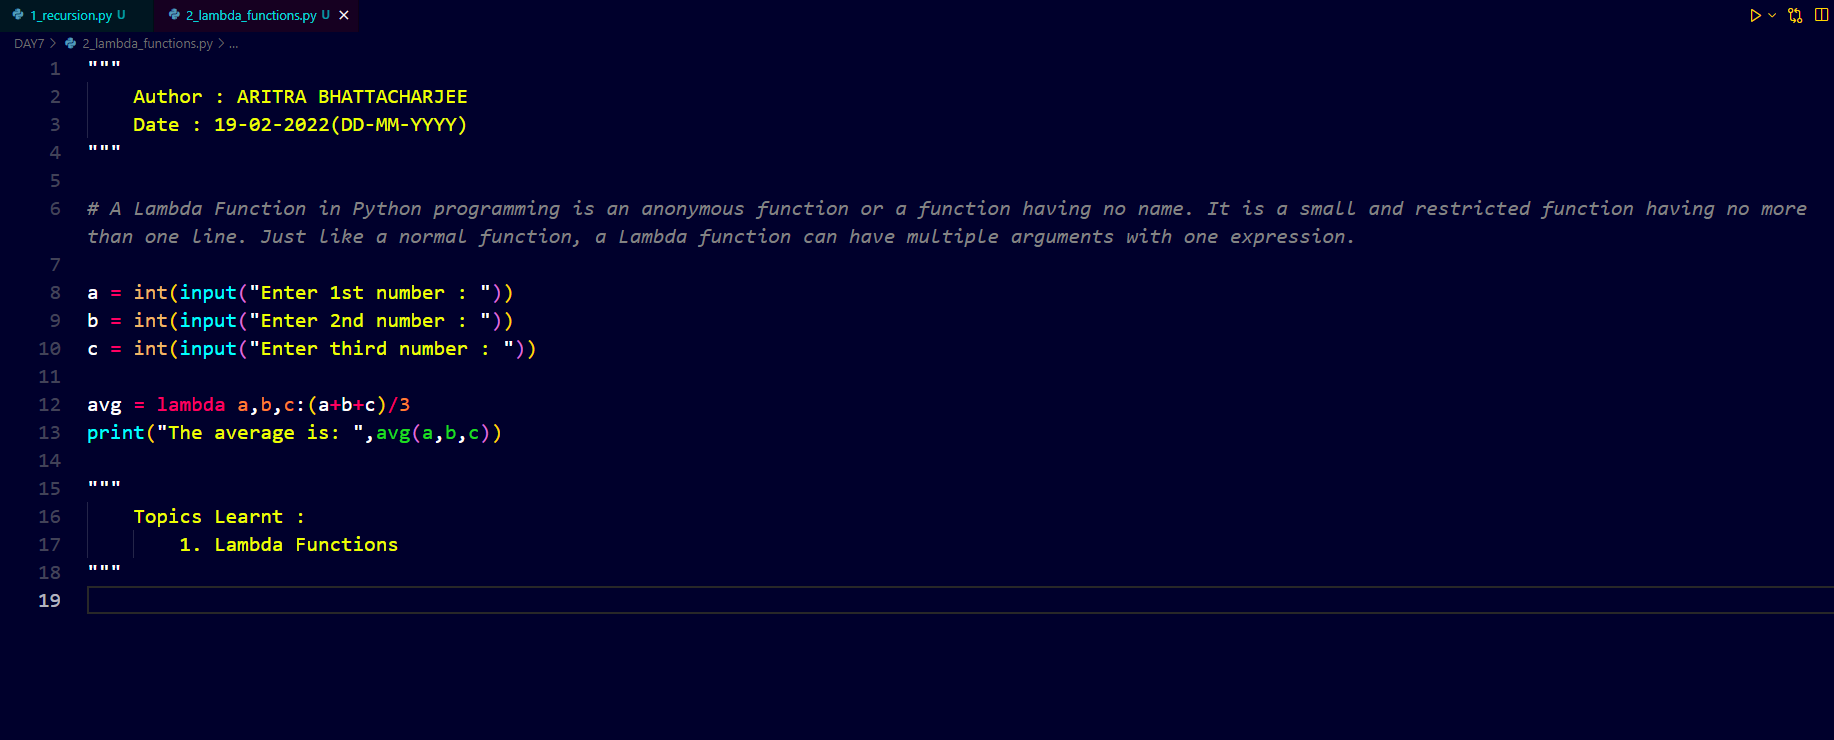 1_recursion.py U 2_lambda_functions.py U
DAY7 > 2_lambda_functions.py > ...
1 """
2 Author : ARITRA BHATTACHARJEE
3 Date : 19-02-2022(DD-MM-YYYY)
4 """
5
6 # A Lambda Function in Python programming is an anonymous function or a function having no name. It is a small and restricted function having no more
than one line. Just like a normal function, a Lambda function can have multiple arguments with one expression.
7
8 a = int(input("Enter 1st number : "))
9 b = int(input("Enter 2nd number : "))
10 c = int(input("Enter third number : "))
11
12 avg = lambda a,b,c:(a+b+c)/3
13 print("The average is: ",avg(a,b,c))
14
15 """
16 Topics Learnt :
17 1. Lambda Functions
18 """
19